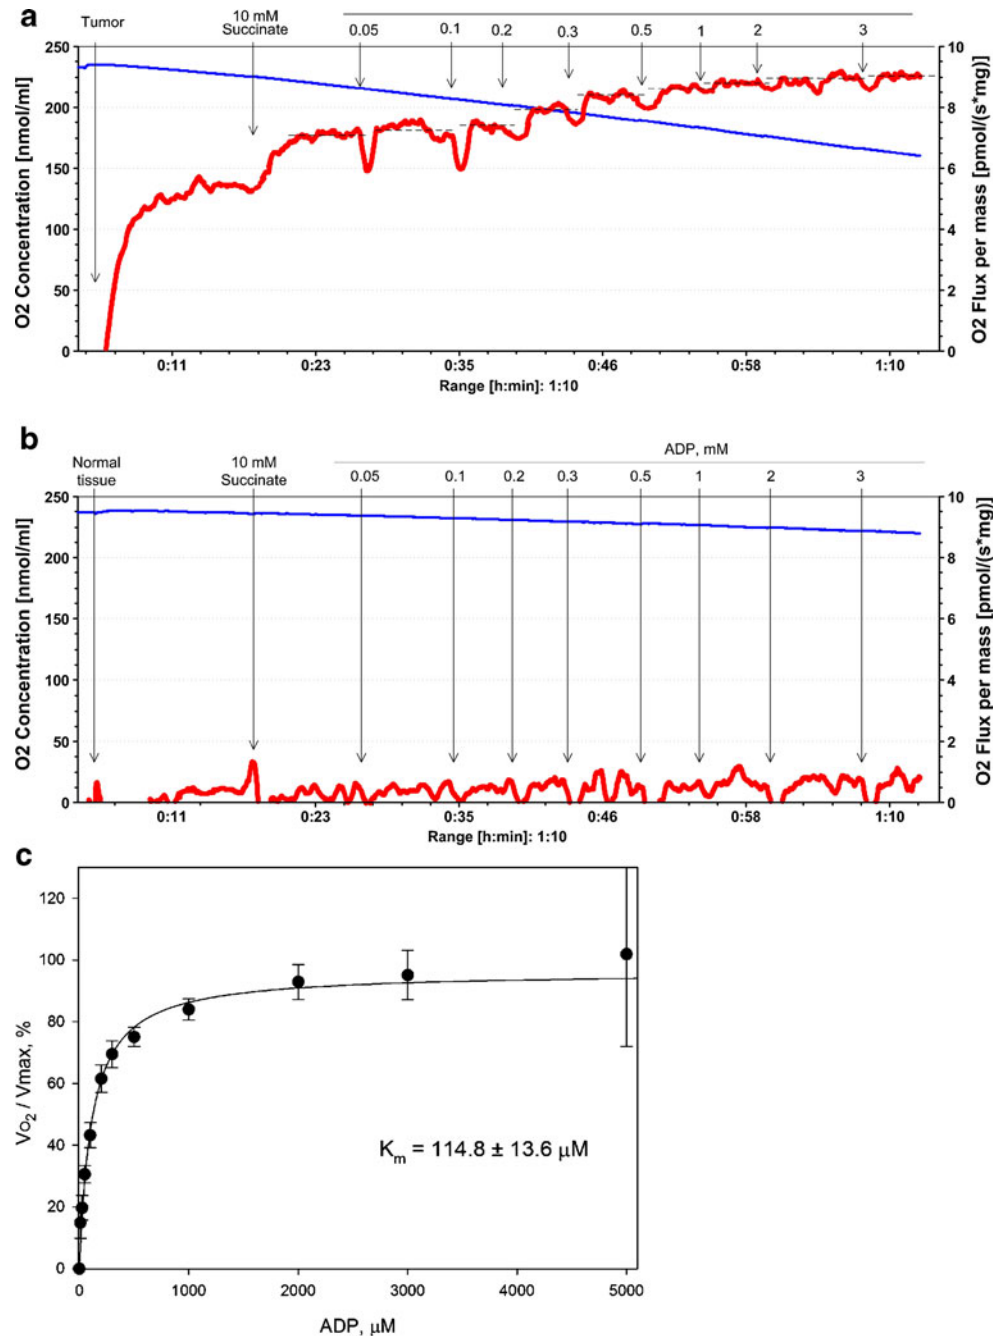 a
Tumor
10 mM
Succinate
0.05 0.1 0.2 0.3 0.5 1 2 3
O2 Concentration [nmol/ml]
250
200
150
100
50
0
10
8
6
4
2
0
O2 Flux per mass [pmol/(s*mg)]
0:11 0:23 0:35 0:46 0:58 1:10
Range [h:min]: 1:10
b
ADP, mM
Normal
tissue
10 mM
Succinate
0.05 0.1 0.2 0.3 0.5 1 2 3
O2 Concentration [nmol/ml]
250
200
150
100
50
0
10
8
6
4
2
0
O2 Flux per mass [pmol/(s*mg)]
0:11 0:23 0:35 0:46 0:58 1:10
Range [h:min]: 1:10
c
VO2 / Vmax, %
120
100
80
60
40
20
0
Km = 114.8 ± 13.6 μM
0 1000 2000 3000 4000 5000
ADP, μM